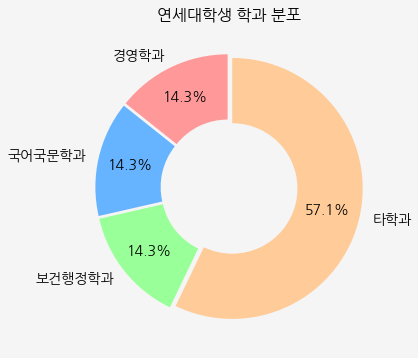 연세대학생 학과 분포
경영학과
14.3%
국어국문학과
14.3%
보건행정학과
14.3%
57.1%
타학과